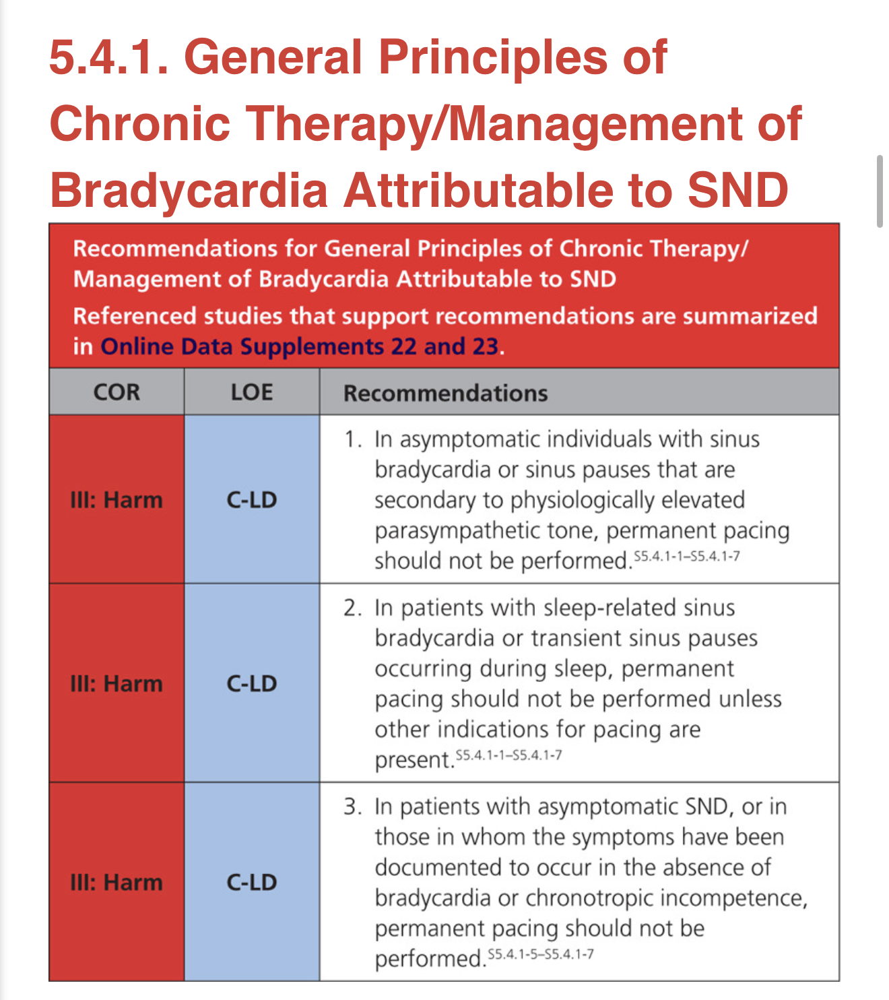 5.4.1. General Principles of
Chronic Therapy/Management of
Bradycardia Attributable to SND
Recommendations for General Principles of Chronic Therapy/
Management of Bradycardia Attributable to SND
Referenced studies that support recommendations are summarized
in Online Data Supplements 22 and 23.
COR LOE Recommendations
III: Harm C-LD 1. In asymptomatic individuals with sinus
bradycardia or sinus pauses that are
secondary to physiologically elevated
parasympathetic tone, permanent pacing
should not be performed.S5.4.1-1–S5.4.1-7
III: Harm C-LD 2. In patients with sleep-related sinus
bradycardia or transient sinus pauses
occurring during sleep, permanent
pacing should not be performed unless
other indications for pacing are
present.S5.4.1-1–S5.4.1-7
III: Harm C-LD 3. In patients with asymptomatic SND, or in
those in whom the symptoms have been
documented to occur in the absence of
bradycardia or chronotropic incompetence,
permanent pacing should not be
performed.S5.4.1-5–S5.4.1-7